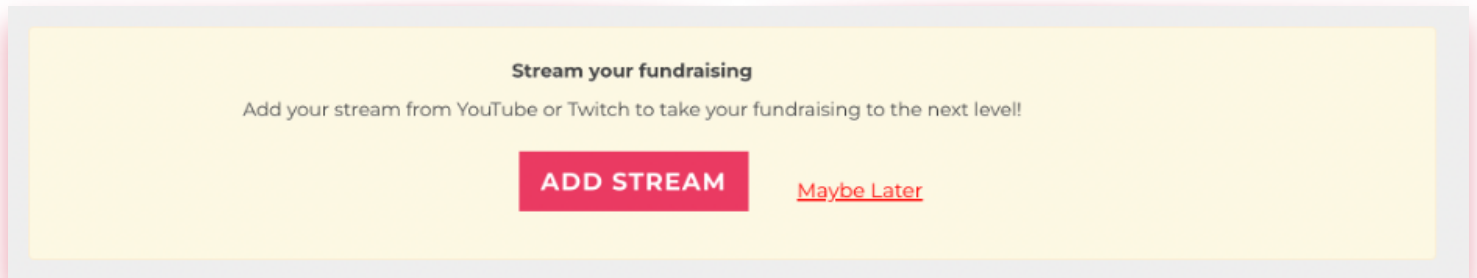 Stream your fundraising
Add your stream from YouTube or Twitch to take your fundraising to the next level!
ADD STREAM Maybe Later